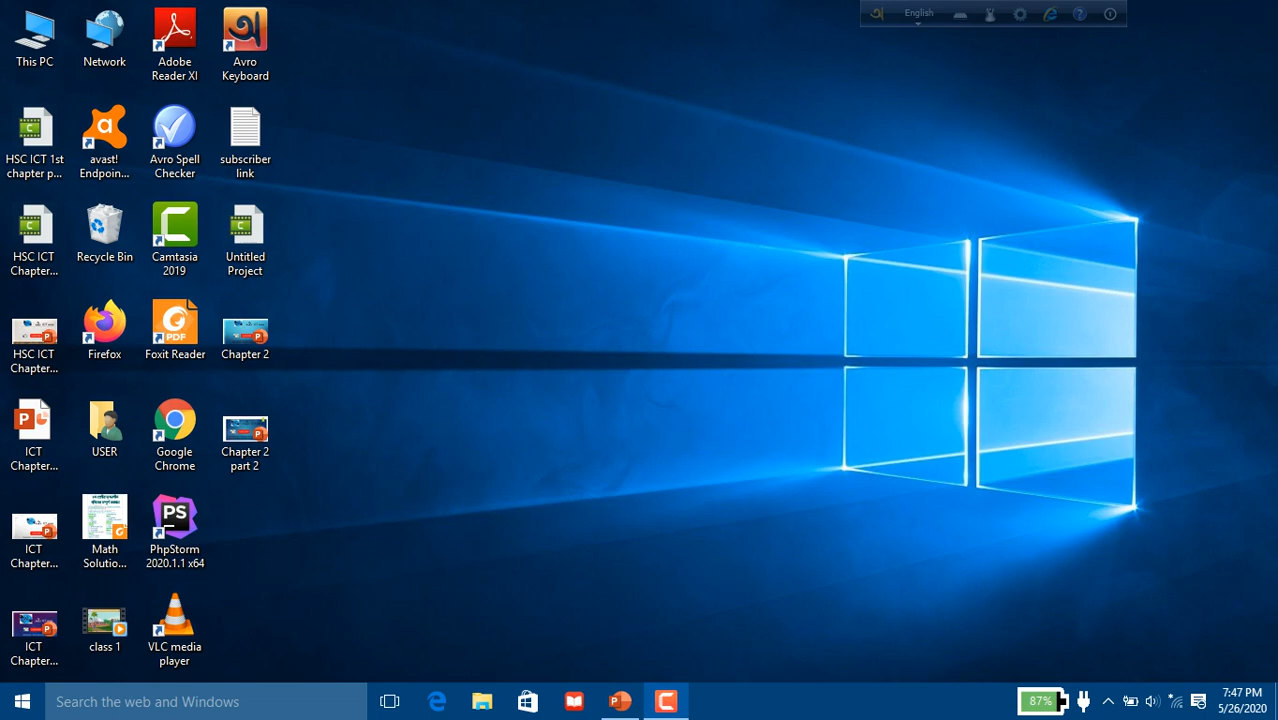 This PC
Network
Adobe
Reader XI
Avro
Keyboard
English
HSC ICT 1st
chapter p...
avast!
Endpoin...
Avro Spell
Checker
subscriber
link
HSC ICT
Chapter...
Recycle Bin
Camtasia
2019
Untitled
Project
HSC ICT
Chapter...
Firefox
PDF
Foxit Reader
Chapter 2
ICT
Chapter...
USER
Google
Chrome
Chapter 2
part 2
ICT
Chapter...
Math
Solutio...
PS
PhpStorm
2020.1.1 x64
ICT
Chapter...
class 1
VLC media
player
Search the web and Windows
87%
7:47 PM
5/26/2020